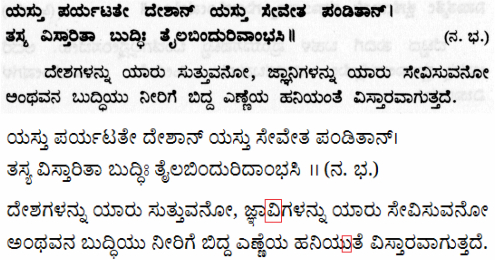 ಯಸ್ತು ಪರ್ಯಟತೇ ದೇಶಾನ್ ಯಸ್ತು ಸೇವೇತ ಪಂಡಿತಾನ್।
ತಸ್ಯ ವಿಸ್ತಾರಿತಾ ಬುದ್ಧಿಃ ತೈಲಬಿಂದುರಿವಾಂಭಸಿ॥ (ನ. ಭ.)
ದೇಶಗಳನ್ನು ಯಾರು ಸುತ್ತುವನೋ, ಜ್ಞಾನಿಗಳನ್ನು ಯಾರು ಸೇವಿಸುವನೋ
ಅಂಥವನ ಬುದ್ಧಿಯು ನೀರಿಗೆ ಬಿದ್ದ ಎಣ್ಣೆಯ ಹನಿಯಂತೆ ವಿಸ್ತಾರವಾಗುತ್ತದೆ.
ಯಸ್ತು ಪರ್ಯಟತೇ ದೇಶಾನ್ ಯಸ್ತು ಸೇವೇತ ಪಂಡಿತಾನ್।
ತಸ್ಯ ವಿಸ್ತಾರಿತಾ ಬುದ್ಧಿಃ ತೈಲಬಿಂದುರಿದಾಂಭಸಿ ॥ (ನ. ಭ.)
ದೇಶಗಳನ್ನು ಯಾರು ಸುತ್ತುವನೋ, ಜ್ಞಾವಿಗಳನ್ನು ಯಾರು ಸೇವಿಸುವನೋ
ಅಂಥವನ ಬುದ್ಧಿಯು ನೀರಿಗೆ ಬಿದ್ದ ಎಣ್ಣೆಯ ಹನಿಯುತೆ ವಿಸ್ತಾರವಾಗುತ್ತದೆ.